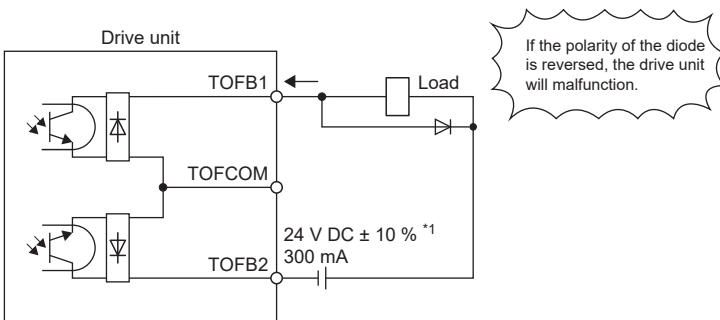 Drive unit
TOFB1
Load
If the polarity of the diode
is reversed, the drive unit
will malfunction.
TOFCOM
24 V DC ± 10 % *1
300 mA
TOFB2